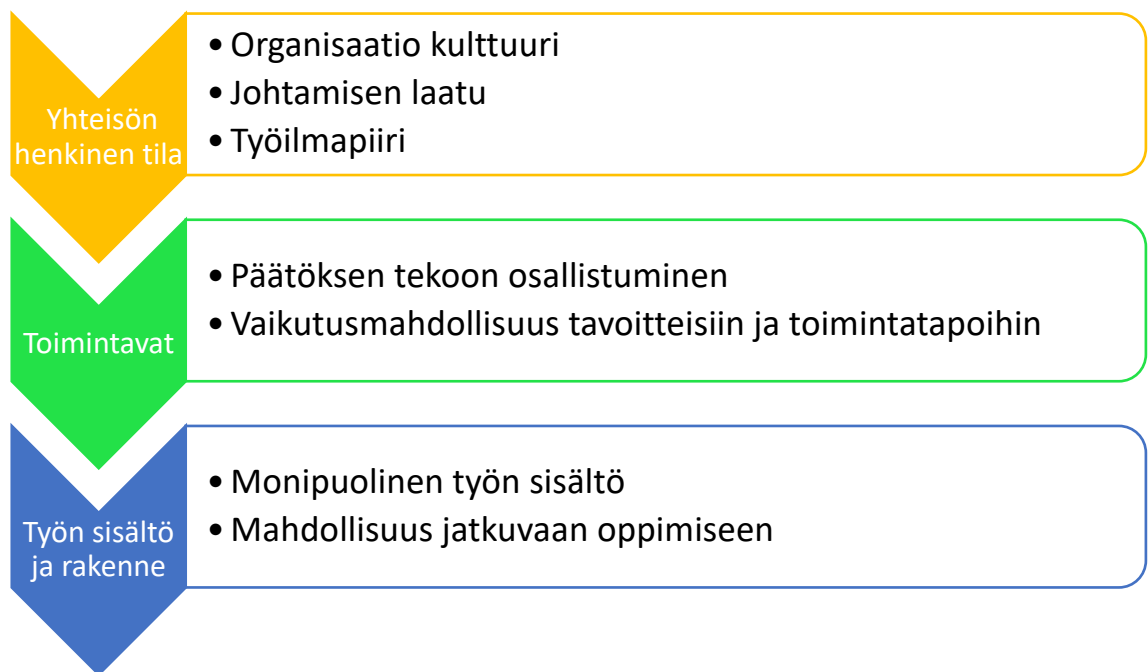 Yhteisön
henkinen tila
• Organisaatio kulttuuri
• Johtamisen laatu
• Työilmapiiri
Toimintavat
• Päätöksen tekoon osallistuminen
• Vaikutusmahdollisuus tavoitteisiin ja toimintatapoihin
Työn sisältö
ja rakenne
• Monipuolinen työn sisältö
• Mahdollisuus jatkuvaan oppimiseen